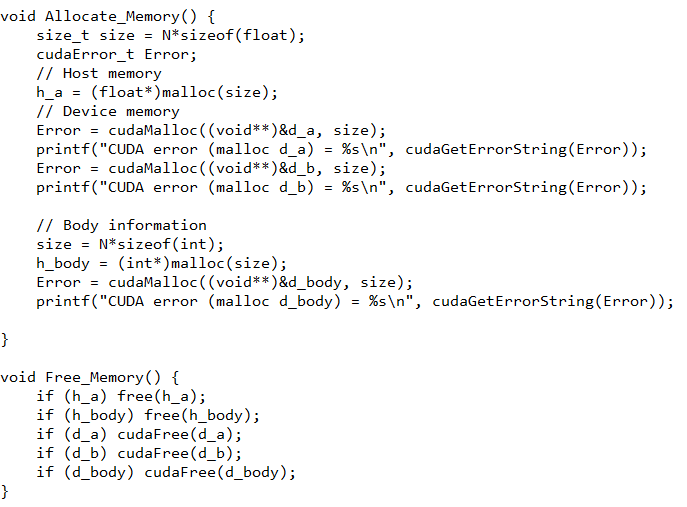 void Allocate_Memory() {
    size_t size = N*sizeof(float);
    cudaError_t Error;
    // Host memory
    h_a = (float*)malloc(size);
    // Device memory
    Error = cudaMalloc((void**)&d_a, size);
    printf("CUDA error (malloc d_a) = %s\n", cudaGetErrorString(Error));
    Error = cudaMalloc((void**)&d_b, size);
    printf("CUDA error (malloc d_b) = %s\n", cudaGetErrorString(Error));

    // Body information
    size = N*sizeof(int);
    h_body = (int*)malloc(size);
    Error = cudaMalloc((void**)&d_body, size);
    printf("CUDA error (malloc d_body) = %s\n", cudaGetErrorString(Error));

}

void Free_Memory() {
    if (h_a) free(h_a);
    if (h_body) free(h_body);
    if (d_a) cudaFree(d_a);
    if (d_b) cudaFree(d_b);
    if (d_body) cudaFree(d_body);
}